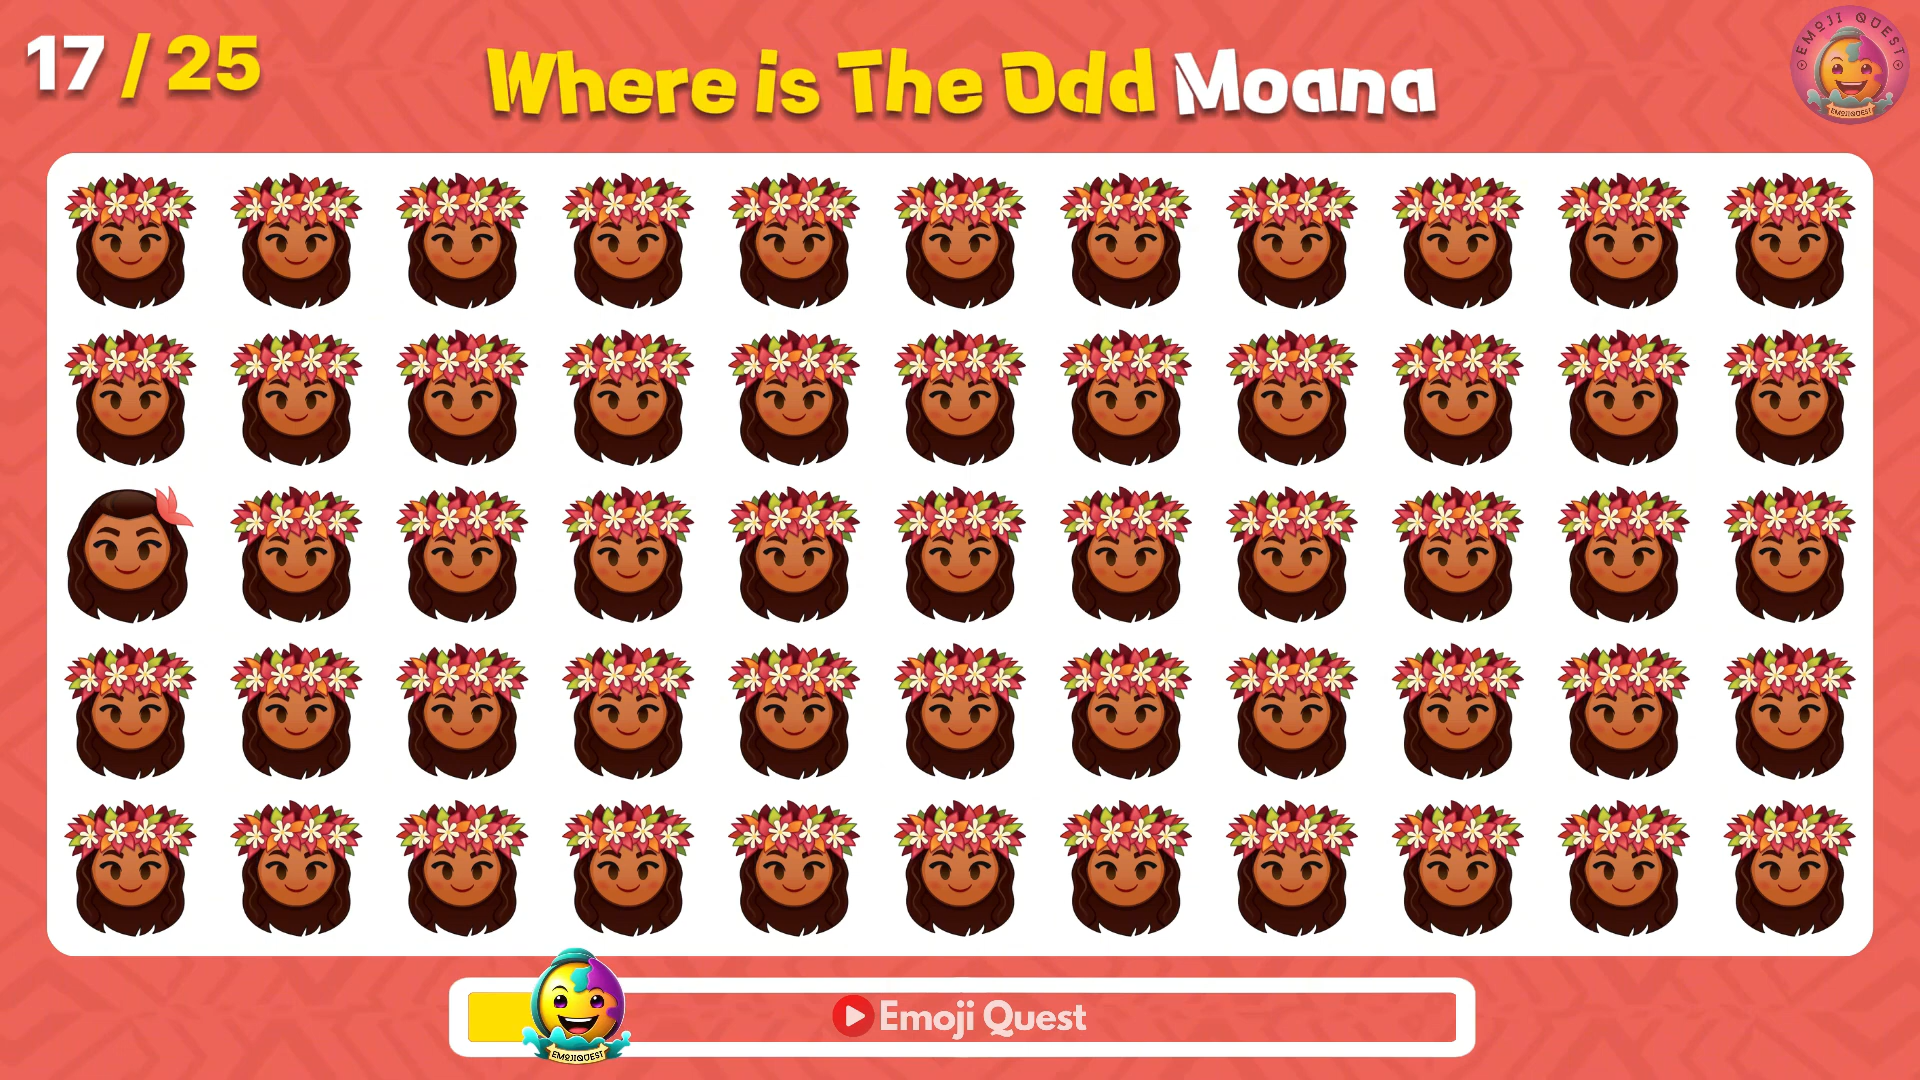 17 / 25
Where is The Odd Moana
EMOJI QUEST
EMOJIQUEST
EMOJIQUEST
Emoji Quest